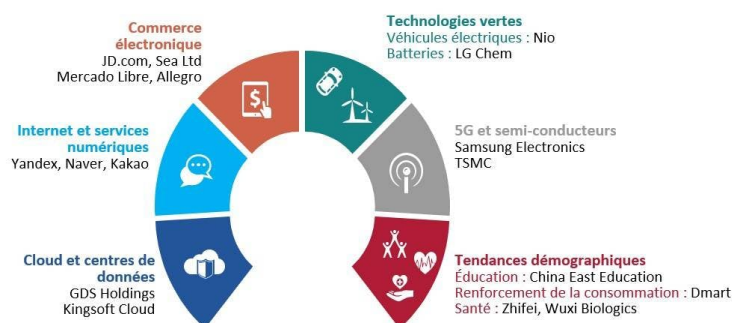 Commerce
électronique
JD.com, Sea Ltd
Mercado Libre, Allegro
Technologies vertes
Véhicules électriques : Nio
Batteries : LG Chem
Internet et services
numériques
Yandex, Naver, Kakao
5G et semi-conducteurs
Samsung Electronics
TSMC
Cloud et centres de
données
GDS Holdings
Kingsoft Cloud
Tendances démographiques
Éducation : China East Education
Renforcement de la consommation : Dmart
Santé : Zhifei, Wuxi Biologics
$